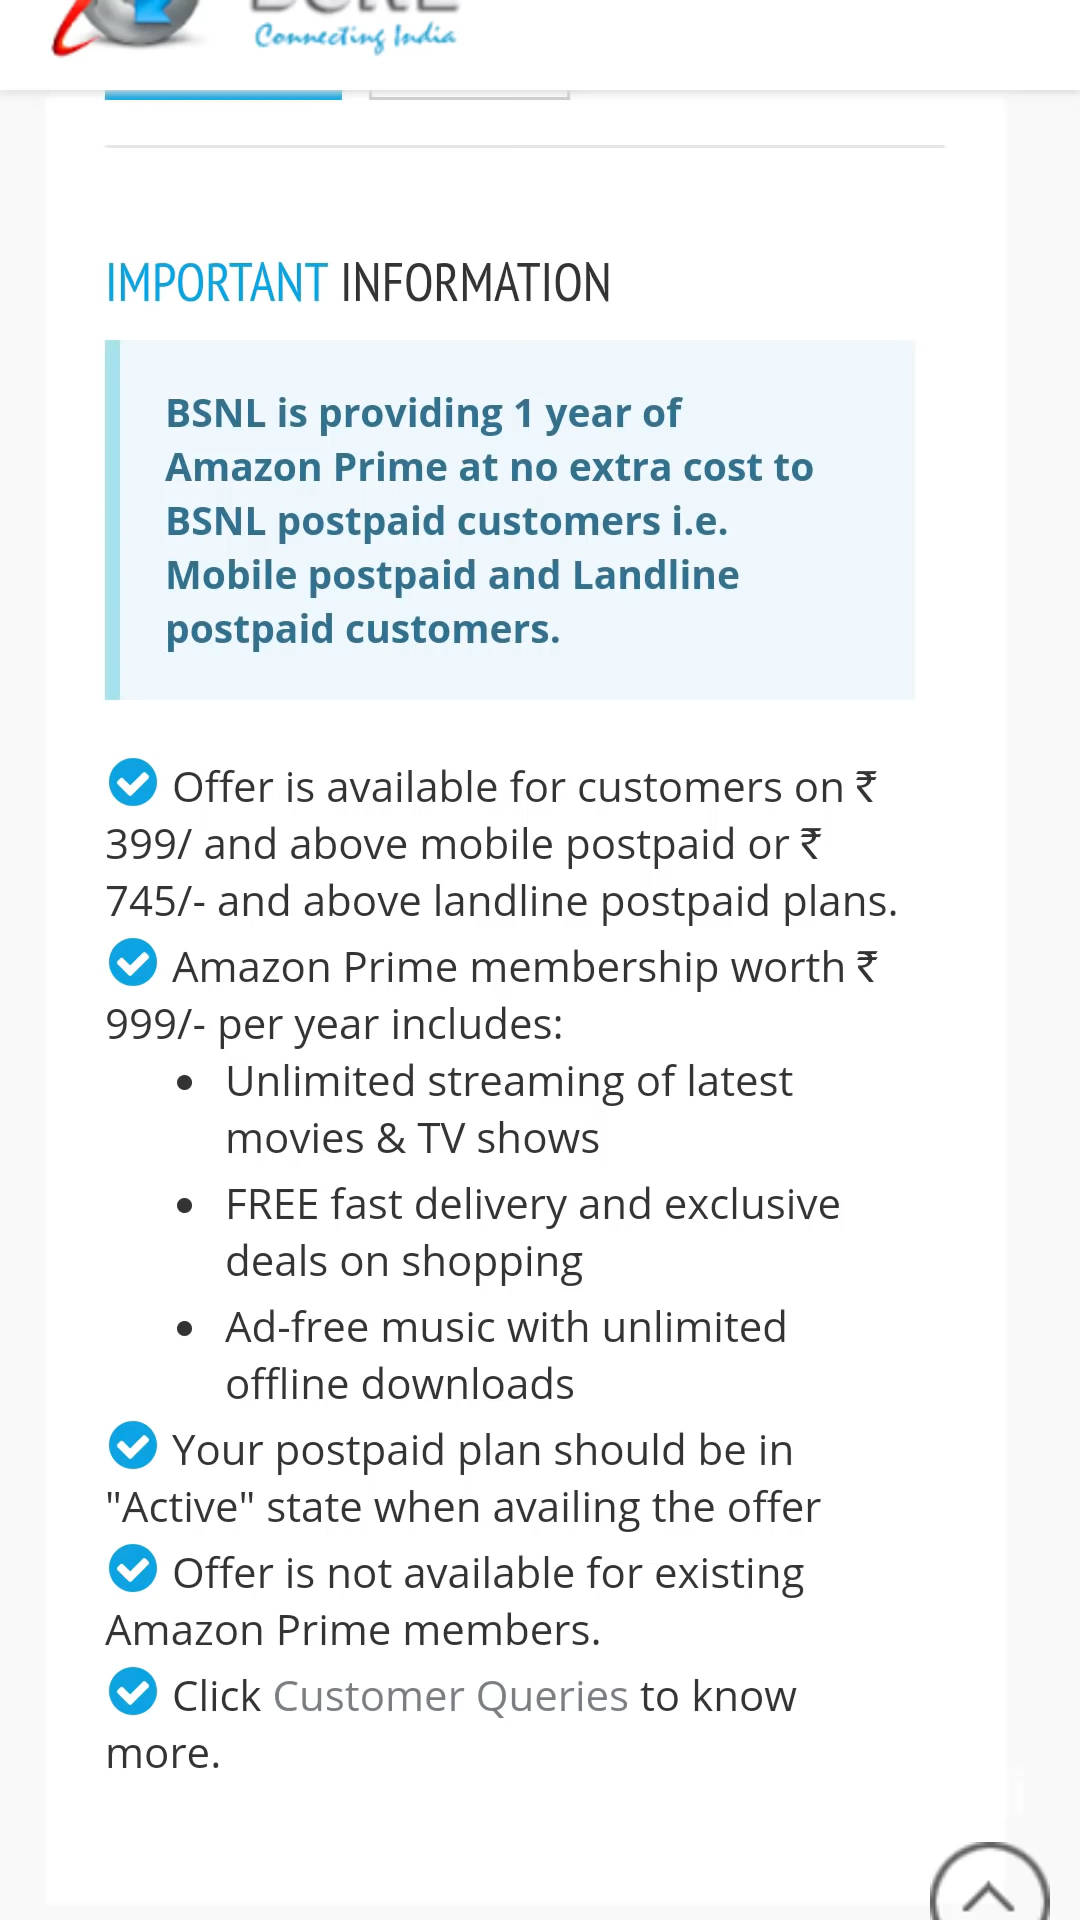 BSNL
Connecting India
IMPORTANT INFORMATION
BSNL is providing 1 year of
Amazon Prime at no extra cost to
BSNL postpaid customers i.e.
Mobile postpaid and Landline
postpaid customers.
Offer is available for customers on ₹
399/ and above mobile postpaid or ₹
745/- and above landline postpaid plans.
Amazon Prime membership worth ₹
999/- per year includes:
• Unlimited streaming of latest
movies & TV shows
• FREE fast delivery and exclusive
deals on shopping
• Ad-free music with unlimited
offline downloads
Your postpaid plan should be in
"Active" state when availing the offer
Offer is not available for existing
Amazon Prime members.
Click Customer Queries to know
more.